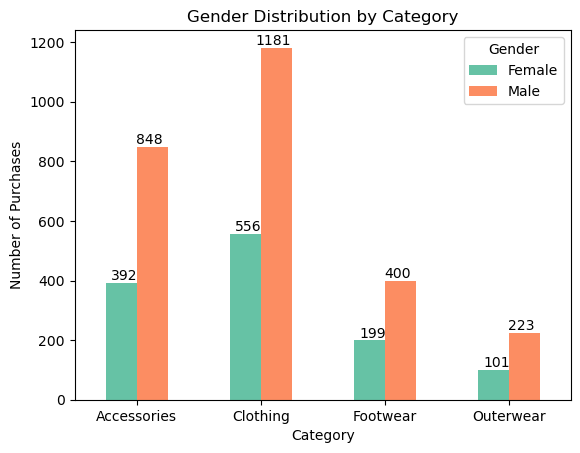 Gender Distribution by Category
Number of Purchases
1200
1000
800
600
400
200
0
Gender
Female
Male
392
848
556
1181
199
400
101
223
Accessories
Clothing
Footwear
Outerwear
Category